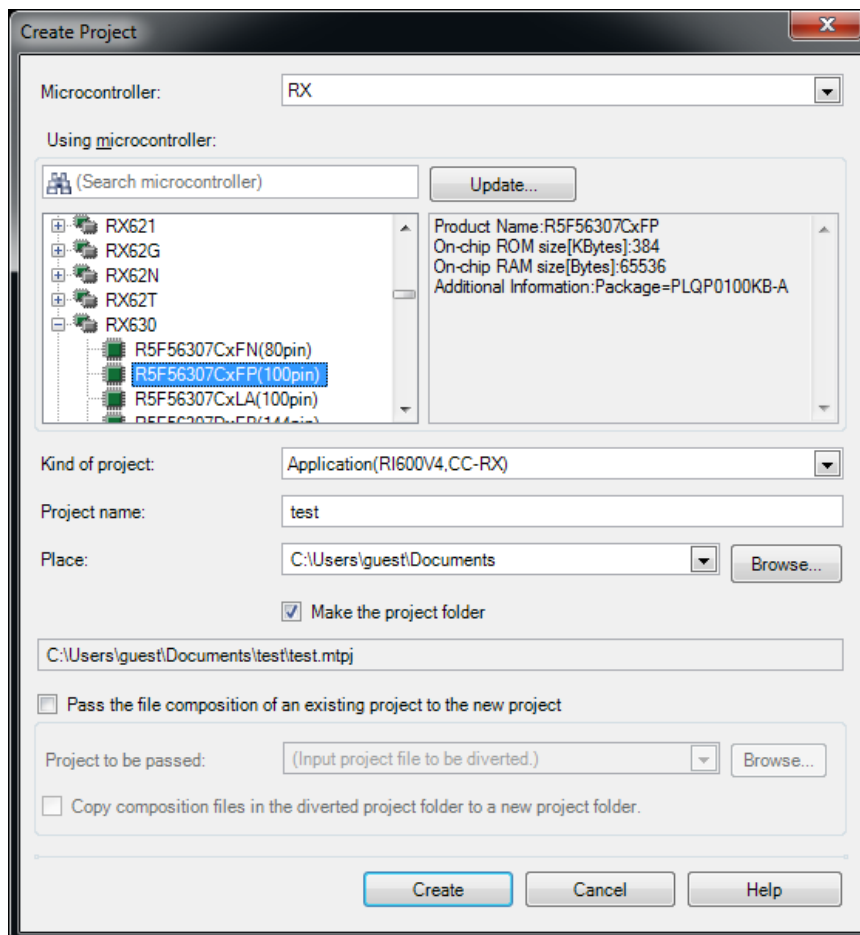 Create Project
Microcontroller:
RX
Using microcontroller:
(Search microcontroller)
Update...
RX621
RX62G
RX62N
RX62T
RX630
R5F56307CxFN(80pin)
R5F56307CxFP(100pin)
R5F56307CxLA(100pin)
Product Name:R5F56307CxFP
On-chip ROM size[KBytes]:384
On-chip RAM size[Bytes]:65536
Additional Information:Package=PLQP0100KB-A
Kind of project:
Application(RI600V4,CC-RX)
Project name:
test
Place:
C:\Users\guest\Documents
Browse...
Make the project folder
C:\Users\guest\Documents\test\test.mtpj
Pass the file composition of an existing project to the new project
Project to be passed:
(Input project file to be diverted.)
Browse...
Copy composition files in the diverted project folder to a new project folder.
Create
Cancel
Help